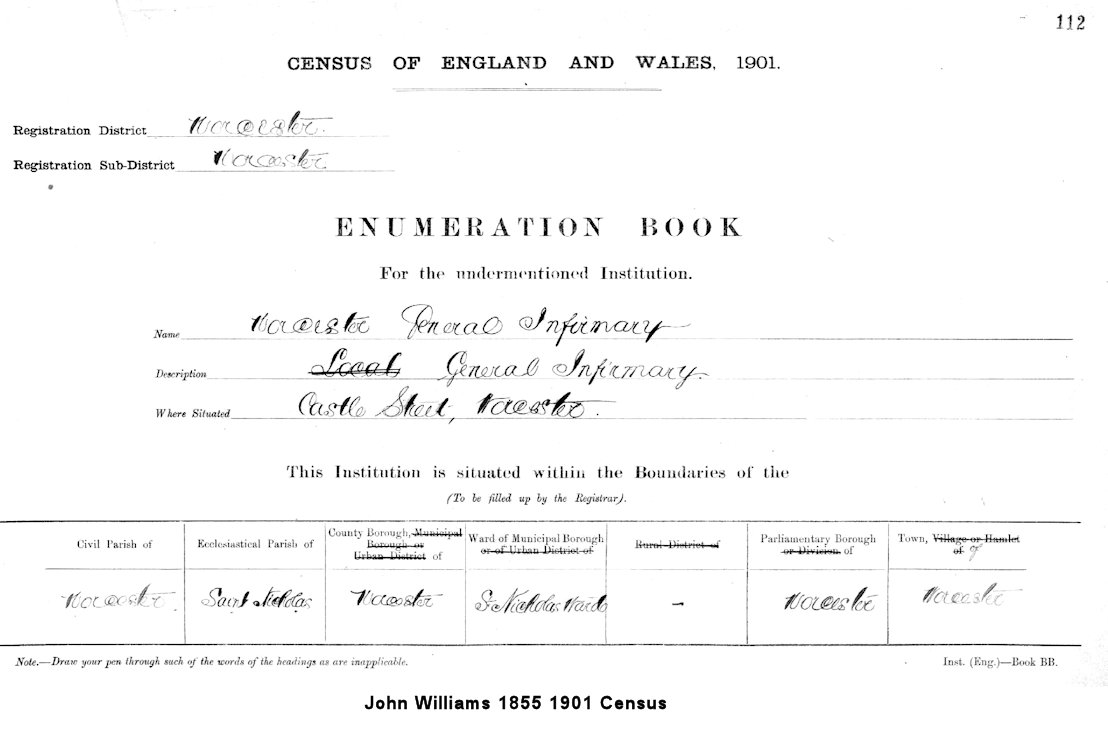 112
CENSUS OF ENGLAND AND WALES, 1901.
Registration District Worcester.
Registration Sub-District Worcester
ENUMERATION BOOK
For the undermentioned Institution.
Name Worcester General Infirmary
Description Local General Infirmary.
Where Situated Castle Street, Worcester.
This Institution is situated within the Boundaries of the
(To be filled up by the Registrar).
Civil Parish of
Ecclesiastical Parish of
County Borough, Municipal
Borough or
Urban District of
Ward of Municipal Borough
or of Urban District of
Rural District of
Parliamentary Borough
or Division of
Town, Village or Hamlet
of of
Worcester
Saint Nicholas
Worcester
St Nicholas Ward
–
Worcester
Worcester
Note.—Draw your pen through such of the words of the headings as are inapplicable.
Inst. (Eng.)—Book BB.
John Williams 1855 1901 Census